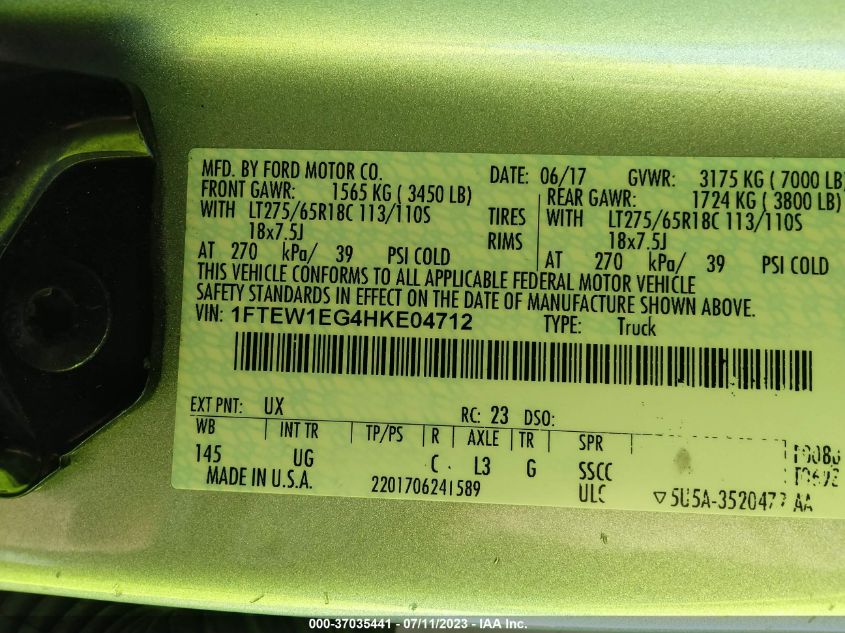 MFD. BY FORD MOTOR CO. DATE: 06/17 GVWR: 3175 KG ( 7000 LB)
FRONT GAWR: 1565 KG ( 3450 LB) REAR GAWR: 1724 KG ( 3800 LB)
WITH LT275/65R18C 113/110S TIRES WITH LT275/65R18C 113/110S
18x7.5J RIMS 18x7.5J
AT 270 kPa/ 39 PSI COLD AT 270 kPa/ 39 PSI COLD
THIS VEHICLE CONFORMS TO ALL APPLICABLE FEDERAL MOTOR VEHICLE
SAFETY STANDARDS IN EFFECT ON THE DATE OF MANUFACTURE SHOWN ABOVE.
VIN: 1FTEW1EG4HKE04712 TYPE: Truck
EXT PNT: UX RC: 23 DSO:
WB INT TR TP/PS R AXLE TR SPR
145 UG C L3 G SSCC
MADE IN U.S.A. 2201706241589 ULC
▽5U5A-3520473 AA
000-37035441 - 07/11/2023 - IAA Inc.